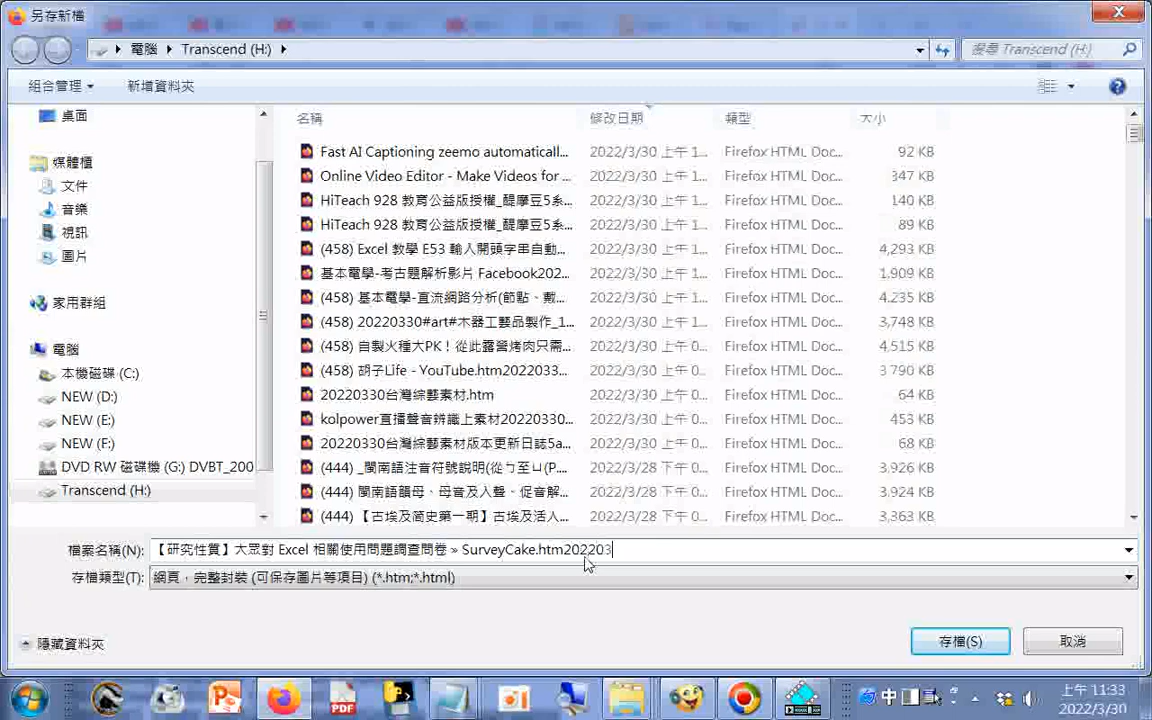 另存新檔
電腦 Transcend (H:)
搜尋 Transcend (H:)
組合管理 新增資料夾
桌面
媒體櫃
文件
音樂
視訊
圖片
家用群組
電腦
本機磁碟 (C:)
NEW (D:)
NEW (E:)
NEW (F:)
DVD RW 磁碟機 (G:) DVBT_200
Transcend (H:)
名稱 修改日期 類型 大小
Fast AI Captioning zeemo automaticall... 2022/3/30 上午 1... Firefox HTML Doc... 92 KB
Online Video Editor - Make Videos for ... 2022/3/30 上午 1... Firefox HTML Doc... 347 KB
HiTeach 928 教育公益版授權_醍摩豆5系... 2022/3/30 上午 1... Firefox HTML Doc... 140 KB
HiTeach 928 教育公益版授權_醍摩豆5系... 2022/3/30 上午 1... Firefox HTML Doc... 89 KB
(458) Excel 教學 E53 輸入開頭字串自動... 2022/3/30 上午 1... Firefox HTML Doc... 4,293 KB
基本電學-考古題解析影片 Facebook202... 2022/3/30 上午 1... Firefox HTML Doc... 1,909 KB
(458) 基本電學-直流網路分析(節點、戴... 2022/3/30 上午 1... Firefox HTML Doc... 4,235 KB
(458) 20220330#art#木器工藝品製作_1... 2022/3/30 上午 1... Firefox HTML Doc... 3,748 KB
(458) 自製火種大PK！從此露營烤肉只需... 2022/3/30 上午 0... Firefox HTML Doc... 4,515 KB
(458) 胡子Life - YouTube.htm2022033... 2022/3/30 上午 0... Firefox HTML Doc... 3,790 KB
20220330台灣綜藝素材.htm 2022/3/30 上午 0... Firefox HTML Doc... 64 KB
kolpower直播聲音辨識上素材20220330... 2022/3/30 上午 0... Firefox HTML Doc... 453 KB
20220330台灣綜藝素材版本更新日誌5a... 2022/3/30 上午 0... Firefox HTML Doc... 68 KB
(444) _閩南語注音符號說明(從ㄅ至ㄩ(P... 2022/3/28 下午 0... Firefox HTML Doc... 3,926 KB
(444) 閩南語韻母、母音及入聲、促音解... 2022/3/28 下午 0... Firefox HTML Doc... 3,924 KB
(444) 【古埃及简史第一期】古埃及活人... 2022/3/28 下午 0... Firefox HTML Doc... 3,363 KB
檔案名稱(N): 【研究性質】大眾對 Excel 相關使用問題調查問卷 » SurveyCake.htm202203
存檔類型(T): 網頁，完整封裝 (可保存圖片等項目) (*.htm;*.html)
隱藏資料夾 存檔(S) 取消
中
上午 11:33
2022/3/30